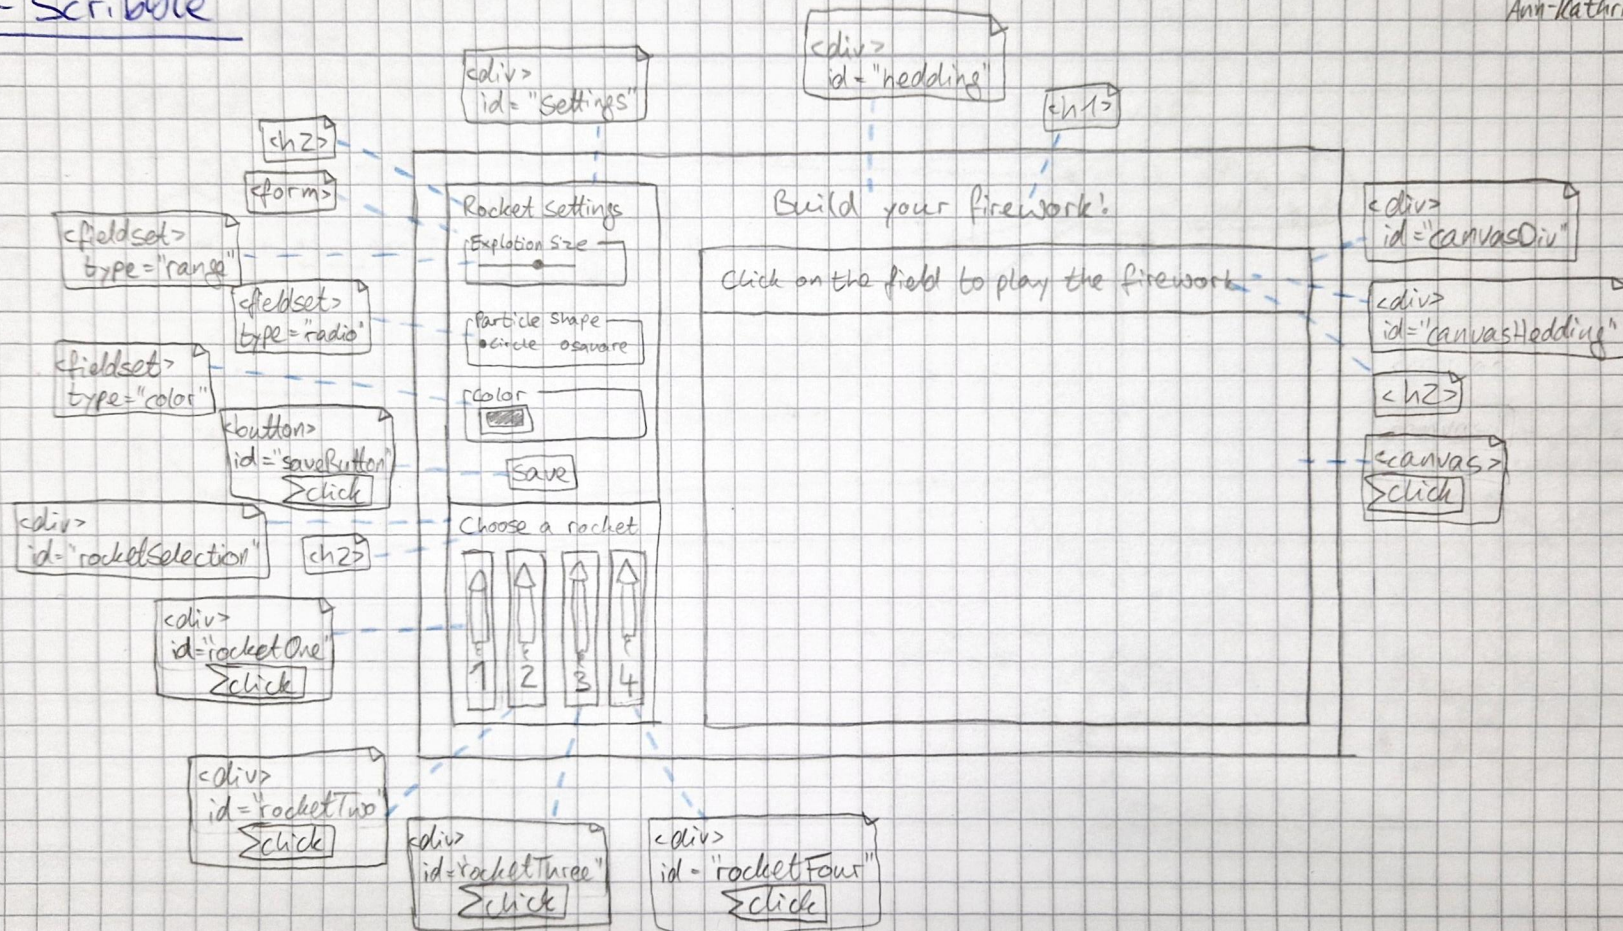 - Scribble
Ann-Kathr
<div>
id="hedding"
<div>
id="Settings"
<h1>
<h2>
<form>
<fieldset>
type="range"
<fieldset>
type="radio"
<fieldset>
type="color"
<button>
id="saveButton"
click
<div>
id="rocketSelection"
<h2>
<div>
id="rocketOne"
click
<div>
id="rocketTwo"
click
<div>
id="rocketThree"
click
<div>
id="rocketFour"
click
Rocket settings
Explotion Size
Particle Shape
circle square
Color
save
Choose a rocket
1 2 3 4
Build your firework!
Click on the field to play the firework
<div>
id="canvasDiv"
<div>
id="canvasHedding"
<h2>
<canvas>
click